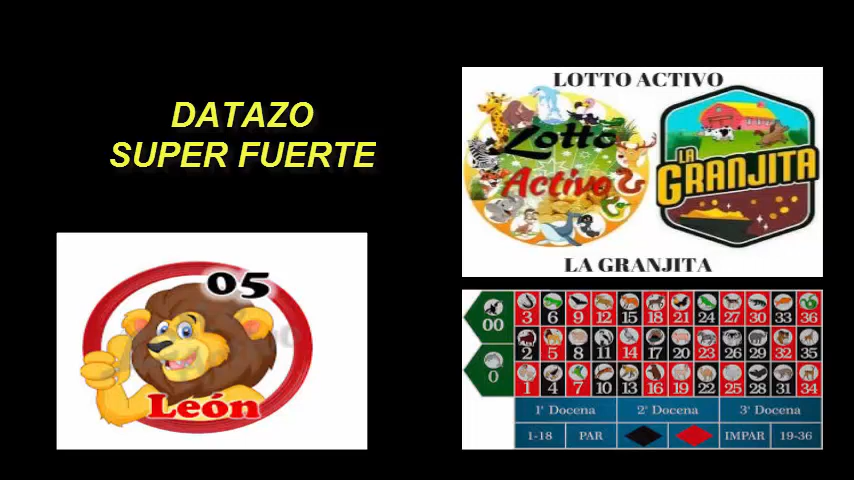 DATAZO
SUPER FUERTE
05
León
LOTTO ACTIVO
Lotto
Activo
LA
GRANJITA
LA GRANJITA
00 3 6 9 12 15 18 21 24 27 30 33 36
2 5 8 11 14 17 20 23 26 29 32 35
0 1 4 7 10 13 16 19 22 25 28 31 34
1ª Docena 2ª Docena 3ª Docena
1-18 PAR IMPAR 19-36